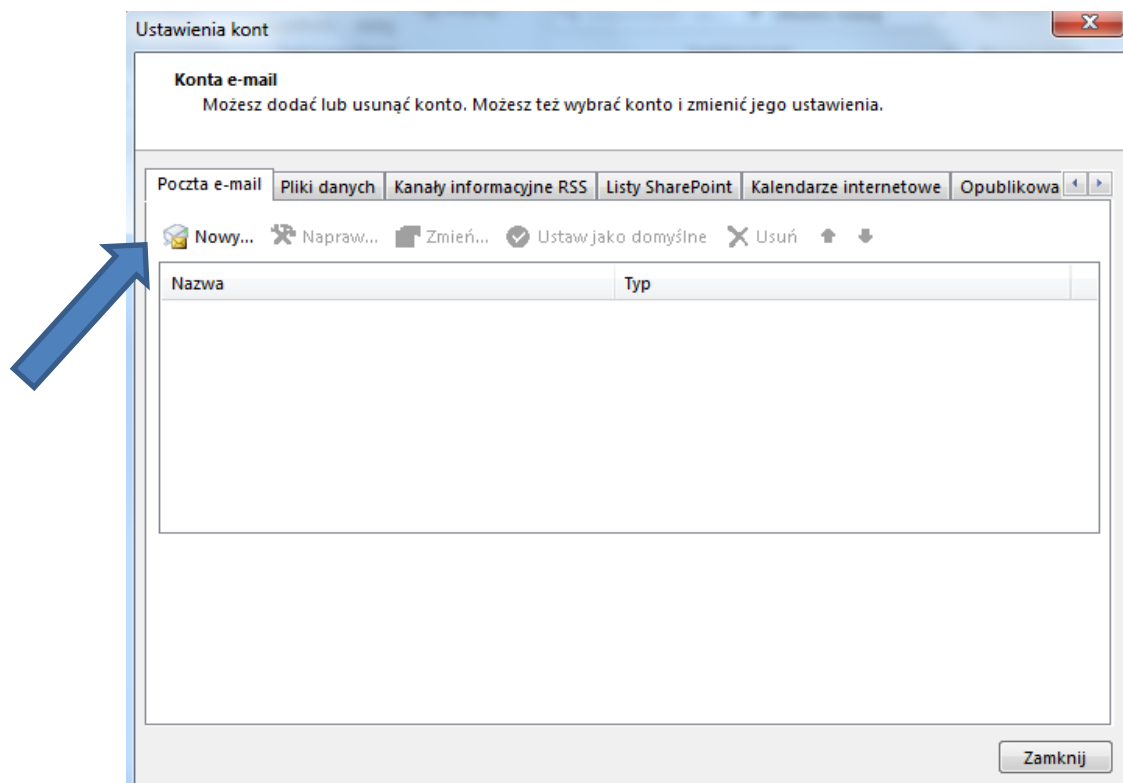 Ustawienia kont
Konta e-mail
Możesz dodać lub usunąć konto. Możesz też wybrać konto i zmienić jego ustawienia.
Poczta e-mail Pliki danych Kanały informacyjne RSS Listy SharePoint Kalendarze internetowe Opublikowa
Nowy... Napraw... Zmień... Ustaw jako domyślne Usuń
Nazwa Typ
Zamknij